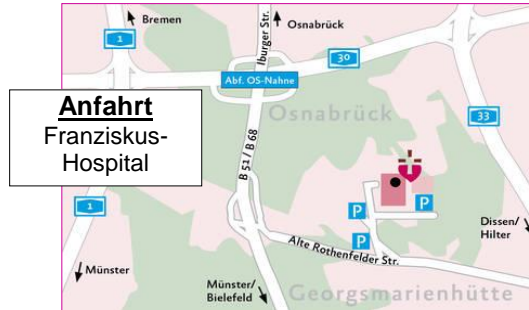 Bremen
1
Iburger Str.
Osnabrück
30
Abf. OS-Nahne
Anfahrt
Franziskus-
Hospital
Osnabrück
33
B 51 / B 68
P
P
P
1
Dissen/
Hilter
Alte Rothenfelder Str.
Münster
Münster/
Bielefeld
Georgsmarienhütte